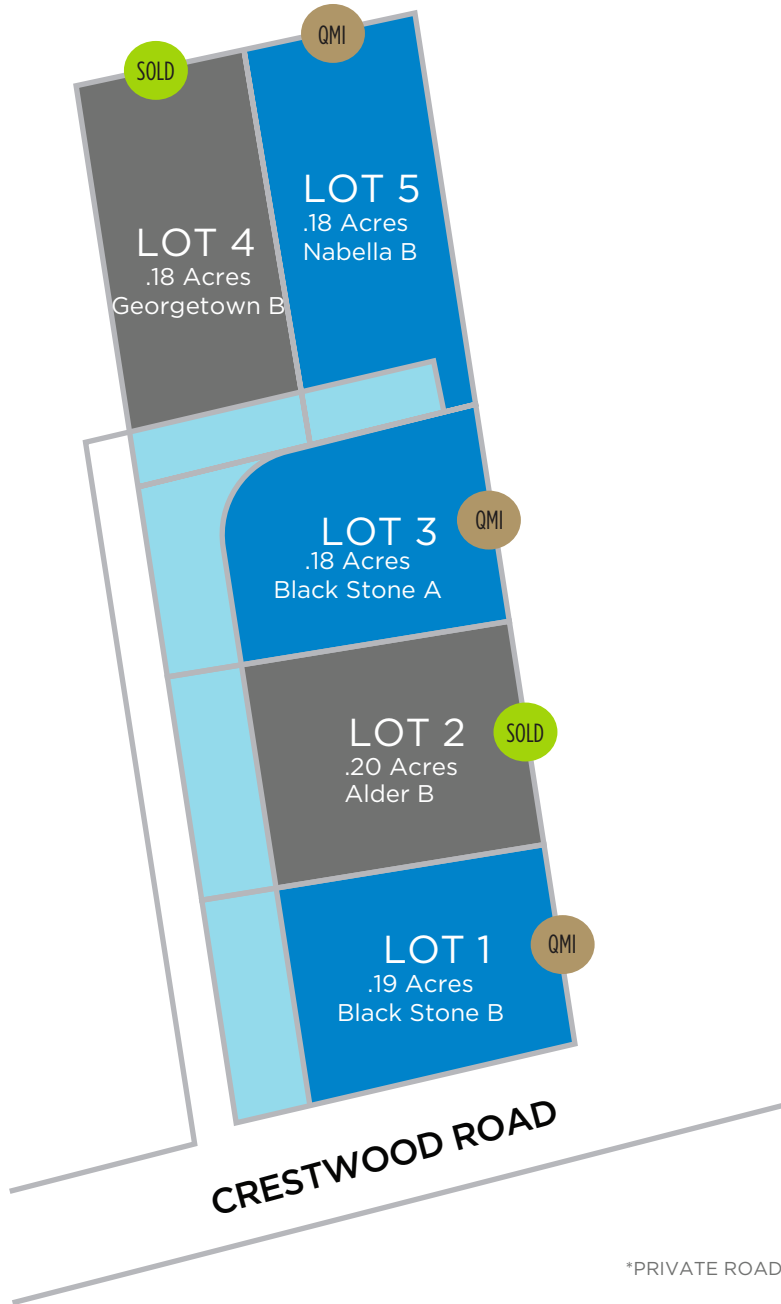 QMI
SOLD
LOT 5
.18 Acres
Nabella B
LOT 4
.18 Acres
Georgetown B
LOT 3
.18 Acres
Black Stone A
QMI
LOT 2
.20 Acres
Alder B
SOLD
LOT 1
.19 Acres
Black Stone B
QMI
CRESTWOOD ROAD
*PRIVATE ROAD